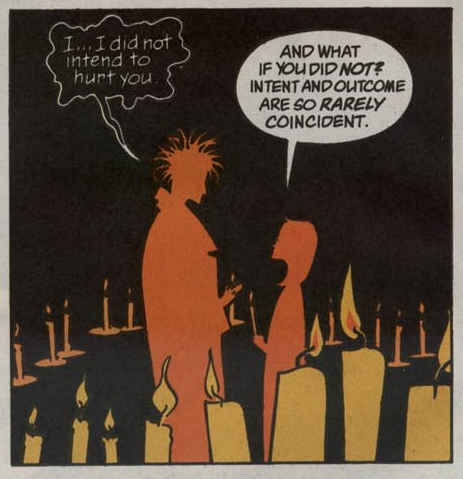 I... I did not
intend to
hurt you.
AND WHAT
IF YOU DID NOT?
INTENT AND OUTCOME
ARE SO RARELY
COINCIDENT.